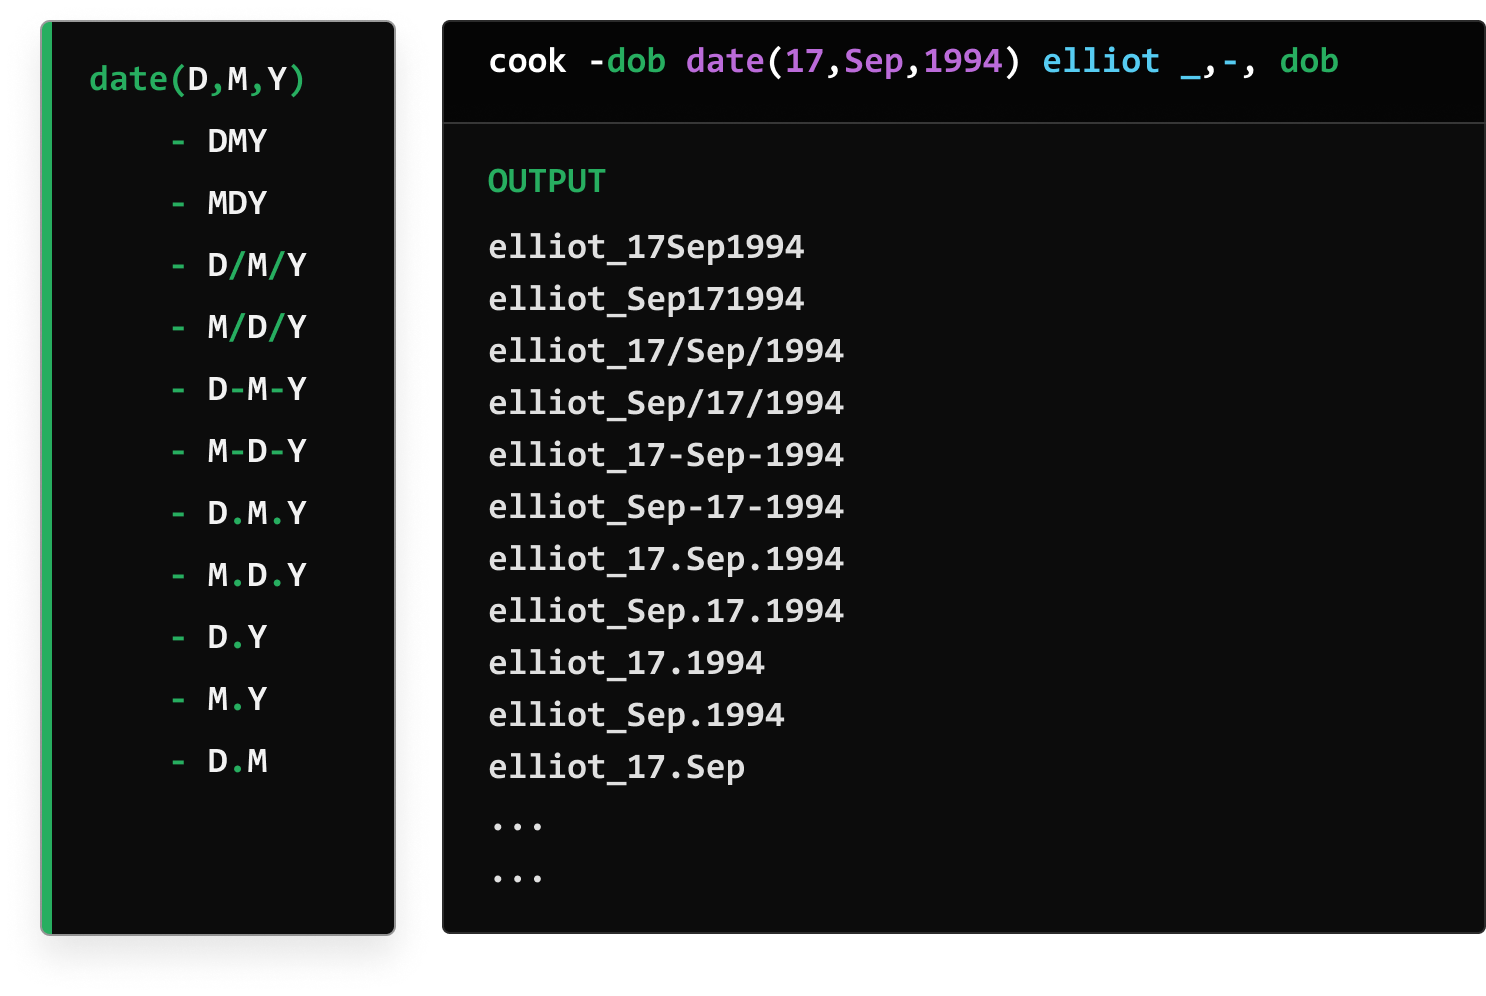 date(D,M,Y)
- DMY
- MDY
- D/M/Y
- M/D/Y
- D-M-Y
- M-D-Y
- D.M.Y
- M.D.Y
- D.Y
- M.Y
- D.M
cook -dob date(17,Sep,1994) elliot _,-, dob
OUTPUT
elliot_17Sep1994
elliot_Sep171994
elliot_17/Sep/1994
elliot_Sep/17/1994
elliot_17-Sep-1994
elliot_Sep-17-1994
elliot_17.Sep.1994
elliot_Sep.17.1994
elliot_17.1994
elliot_Sep.1994
elliot_17.Sep
...
...